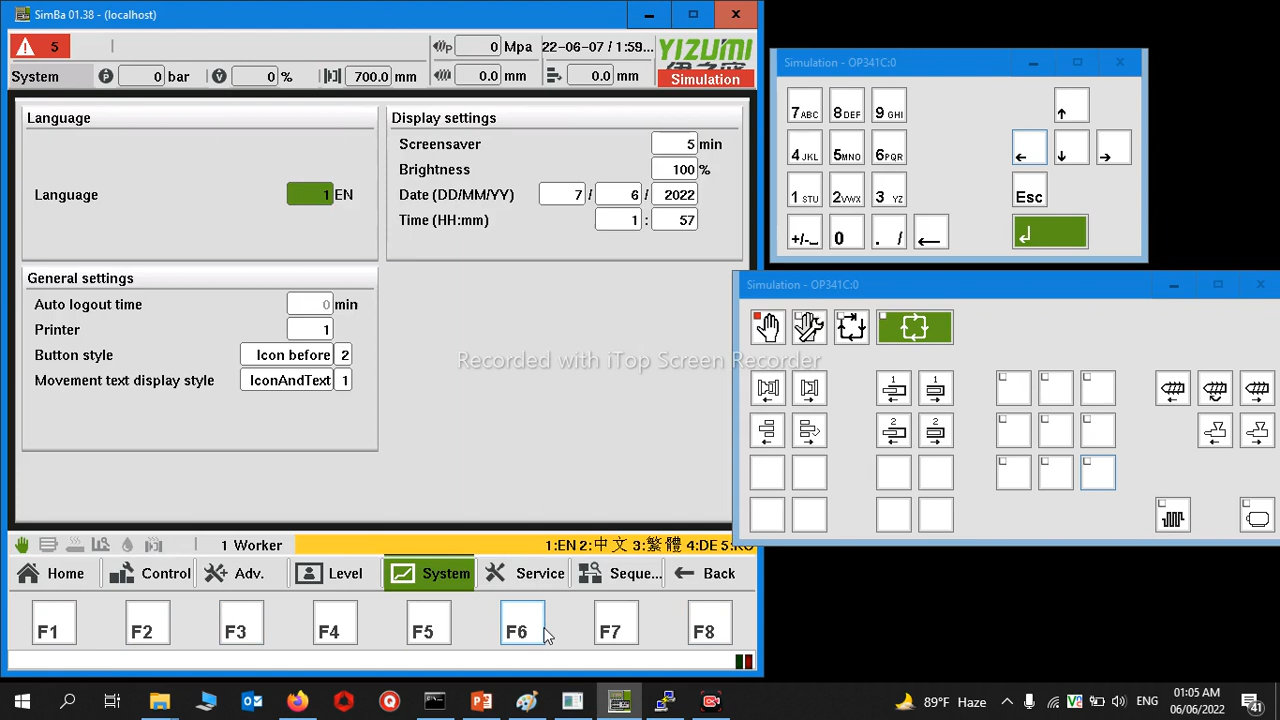 SimBa 01.38 - (localhost)
5
P 0 Mpa
22-06-07 / 1:59...
YIZUMI
伊之密
System
P 0 bar
V 0 %
700.0 mm
0.0 mm
0.0 mm
Simulation
Language
Language 1 EN
Display settings
Screensaver 5 min
Brightness 100 %
Date (DD/MM/YY) 7 / 6 / 2022
Time (HH:mm) 1 : 57
General settings
Auto logout time 0 min
Printer 1
Button style Icon before 2
Movement text display style IconAndText 1
1 Worker
1:EN 2:中文 3:繁體 4:DE 5:KO
Home Control Adv. Level System Service Seque... Back
F1 F2 F3 F4 F5 F6 F7 F8
Simulation - OP341C:0
7ABC 8DEF 9GHI
4JKL 5MNO 6PQR
1STU 2VWX 3 YZ Esc
+/-_ 0 . /
Simulation - OP341C:0
1 1
2 2
Recorded with iTop Screen Recorder
89°F Haze
ENG
01:05 AM
06/06/2022
41